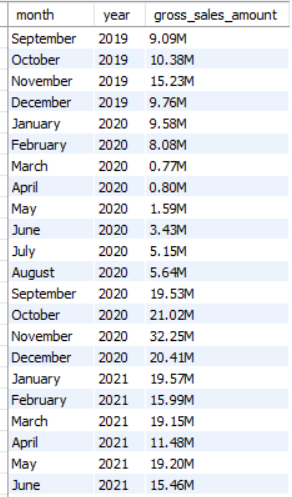 month year gross_sales_amount
September 2019 9.09M
October 2019 10.38M
November 2019 15.23M
December 2019 9.76M
January 2020 9.58M
February 2020 8.08M
March 2020 0.77M
April 2020 0.80M
May 2020 1.59M
June 2020 3.43M
July 2020 5.15M
August 2020 5.64M
September 2020 19.53M
October 2020 21.02M
November 2020 32.25M
December 2020 20.41M
January 2021 19.57M
February 2021 15.99M
March 2021 19.15M
April 2021 11.48M
May 2021 19.20M
June 2021 15.46M